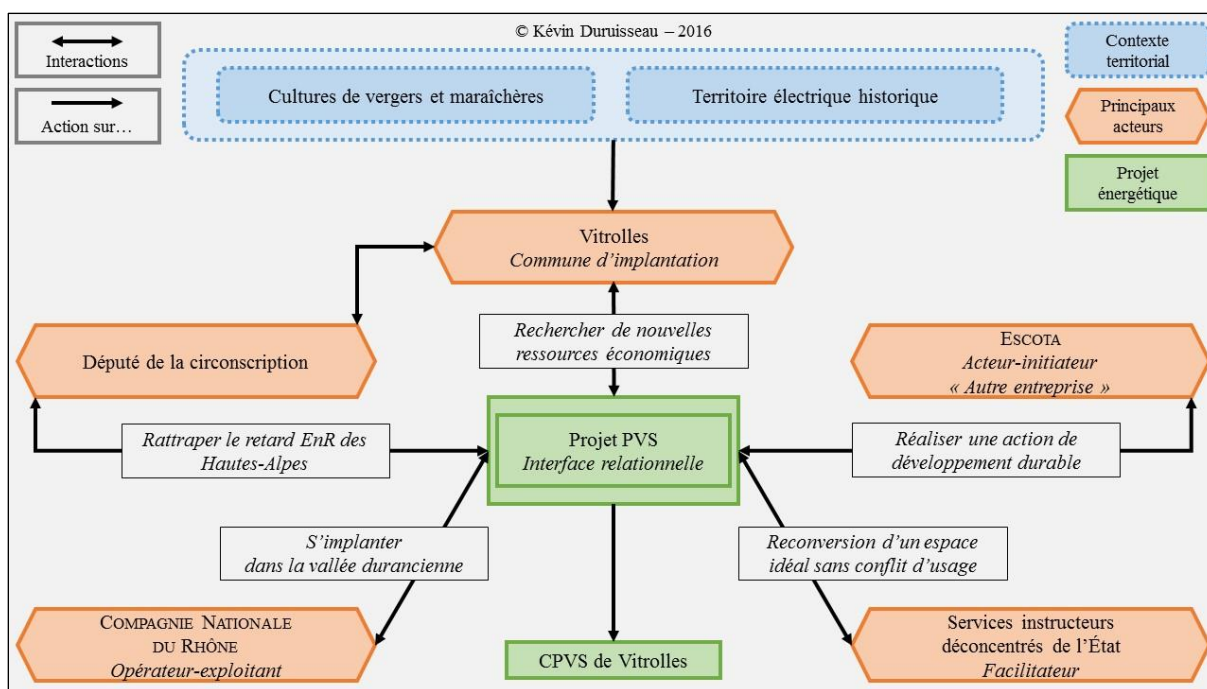 © Kévin Duruisseau – 2016
Interactions
Action sur…
Cultures de vergers et maraîchères
Territoire électrique historique
Contexte
territorial
Principaux
acteurs
Projet
énergétique
Vitrolles
Commune d’implantation
Rechercher de nouvelles
ressources économiques
Député de la circonscription
ESCOTA
Acteur-initiateur
« Autre entreprise »
Rattraper le retard EnR des
Hautes-Alpes
Projet PVS
Interface relationnelle
Réaliser une action de
développement durable
S’implanter
dans la vallée durancienne
Reconversion d’un espace
idéal sans conflit d’usage
COMPAGNIE NATIONALE
DU RHÔNE
Opérateur-exploitant
CPVS de Vitrolles
Services instructeurs
déconcentrés de l’État
Facilitateur